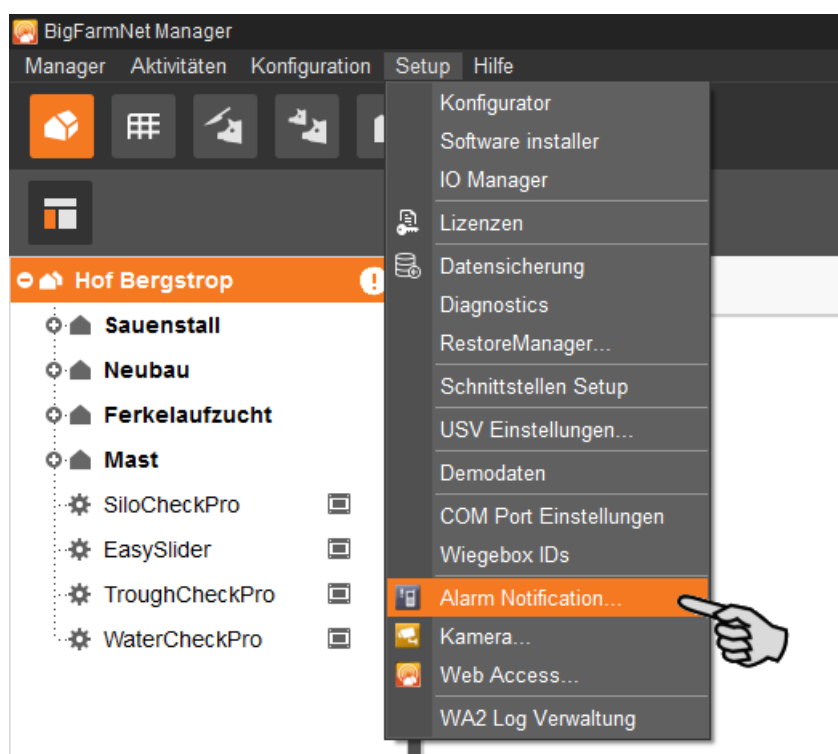 BigFarmNet Manager
Manager Aktivitäten Konfiguration Setup Hilfe
Konfigurator
Software installer
IO Manager
Lizenzen
Datensicherung
Diagnostics
RestoreManager...
Schnittstellen Setup
USV Einstellungen...
Demodaten
COM Port Einstellungen
Wiegebox IDs
Alarm Notification...
Kamera...
Web Access...
WA2 Log Verwaltung
Hof Bergstrop
Sauenstall
Neubau
Ferkelaufzucht
Mast
SiloCheckPro
EasySlider
TroughCheckPro
WaterCheckPro